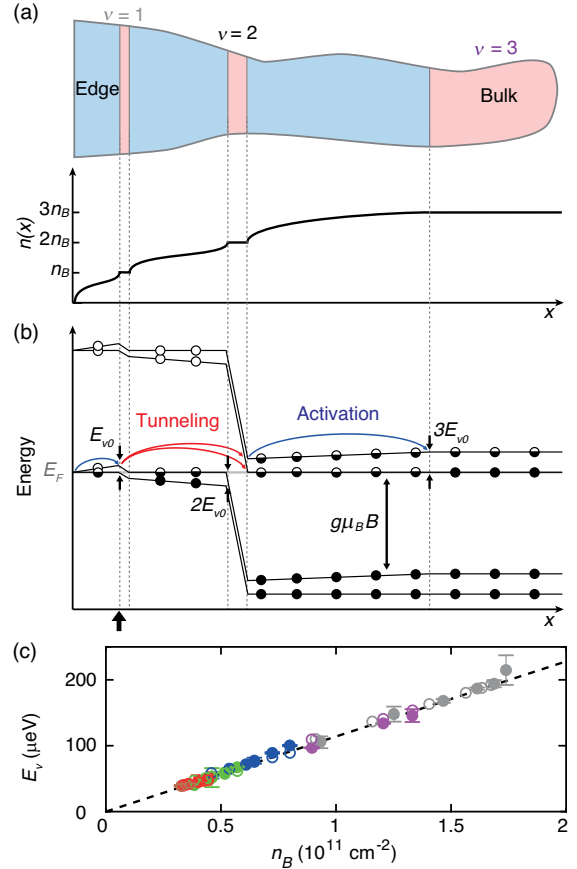 (a)
ν = 1
ν = 2
ν = 3
Edge
Bulk
n(x)
3n_B
2n_B
n_B
x
(b)
Energy
E_F
E_v0
Tunneling
Activation
3E_v0
2E_v0
gμ_BB
x
(c)
E_v (μeV)
200
100
0
0
0.5
1
1.5
2
n_B (10^11 cm^-2)